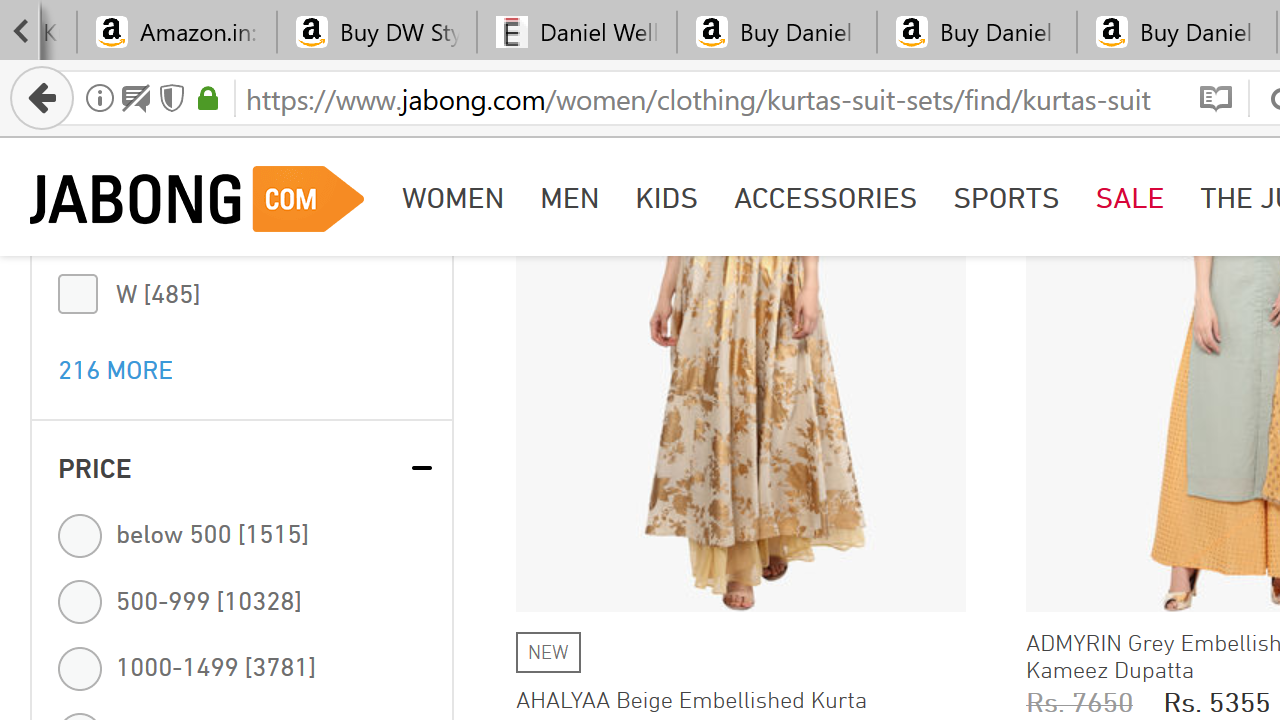 K
Amazon.in:
Buy DW Sty
Daniel Well
Buy Daniel
Buy Daniel
Buy Daniel
https://www.jabong.com/women/clothing/kurtas-suit-sets/find/kurtas-suit
JABONG COM
WOMEN MEN KIDS ACCESSORIES SPORTS SALE THE JU
W [485]
216 MORE
PRICE
below 500 [1515]
500-999 [10328]
1000-1499 [3781]
NEW
AHALYAA Beige Embellished Kurta
ADMYRIN Grey Embellish
Kameez Dupatta
Rs. 7650 Rs. 5355